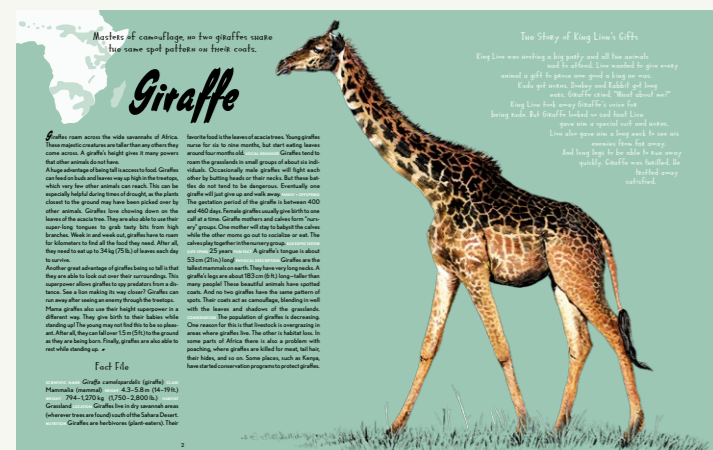 Masters of camouflage, no two giraffes share
the same spot pattern on their coats.
Giraffe
Giraffes roam across the wide savannahs of Africa.
These majestic creatures are taller than any others they
come across. A giraffe's height gives it many powers
that other animals do not have.
A huge advantage of being tall is access to food. Giraffes
can feed on buds and leaves way up high in the treetops,
which very few other animals can reach. This can be
especially helpful during times of drought, as the plants
closest to the ground may have been picked over by
other animals. Giraffes love chowing down on the
leaves of the acacia tree. They are also able to use their
super-long tongues to grab tasty bits from high
branches. Week in and week out, giraffes have to roam
for kilometers to find all the food they need. After all,
they need to eat up to 34 kg (75 lb.) of leaves each day
to survive.
Another great advantage of giraffes being so tall is that
they are able to look out over their surroundings. This
superpower allows giraffes to spy predators from a dis-
tance. See a lion making its way closer? Giraffes can
run away after seeing an enemy through the treetops.
Mama giraffes also use their height superpower in a
different way. They give birth to their babies while
standing up! The young may not find this to be so pleas-
ant. After all, they can fall over 1.5 m (5 ft) to the ground
as they are being born. Finally, giraffes are also able to
rest while standing up.
Fact File
SCIENTIFIC NAME Giraffa camelopardalis (giraffe) CLASS
Mammalia (mammal) HEIGHT 4.3–5.8 m (14–19 ft.)
WEIGHT 794–1,270 kg (1,750–2,800 lb.) HABITAT
Grassland LOCATION Giraffes live in dry savannah areas
(wherever trees are found) south of the Sahara Desert.
NUTRITION Giraffes are herbivores (plant-eaters). Their
favorite food is the leaves of acacia trees. Young giraffes
nurse for six to nine months, but start eating leaves
around four months old. SOCIAL BEHAVIOR Giraffes tend to
roam the grasslands in small groups of about six indi-
viduals. Occasionally male giraffes will fight each
other by butting heads or their necks. But these bat-
tles do not tend to be dangerous. Eventually one
giraffe will just give up and walk away.
The gestation period of the giraffe is between 400
and 460 days. Female giraffes usually give birth to one
calf at a time. Giraffe mothers and calves form "nurs-
ery" groups. One mother will stay to babysit the calves
while the other moms go out to socialize or eat. The
calves play together in the nursery group
LIFE SPAN 25 years FUN FACT A giraffe's tongue is about
53 cm (21 in.) long! PHYSICAL DESCRIPTION Giraffes are the
tallest mammals on earth. They have very long necks. A
giraffe's legs are about 183 cm (6 ft.) long—taller than
many people! These beautiful animals have spotted
coats. And no two giraffes have the same pattern of
spots. Their coats act as camouflage, blending in well
with the leaves and shadows of the grasslands.
CONSERVATION The population of giraffes is decreasing.
One reason for this is that livestock is overgrazing in
areas where giraffes live. The other is habitat loss. In
some parts of Africa there is also a problem with
poaching, where giraffes are killed for meat, tail hair,
their hides, and so on. Some places, such as Kenya,
have started conservation programs to protect giraffes.
2
The Story of King Lion's Gifts
King Lion was inviting a big party and all the animals
had to attend. Lion wanted to give every
animal a gift to prove how good a king he was.
Kudu got horns. Donkey and Rabbit got long
ears. Giraffe cried, "What about me?"
King Lion took away Giraffe's voice for
being rude. But Giraffe looked so sad that Lion
gave him a special suit and horns.
Lion also gave him a long neck to see his
enemies from far away.
And long legs to be able to run away
quickly. Giraffe was thrilled. He
trotted away
satisfied.